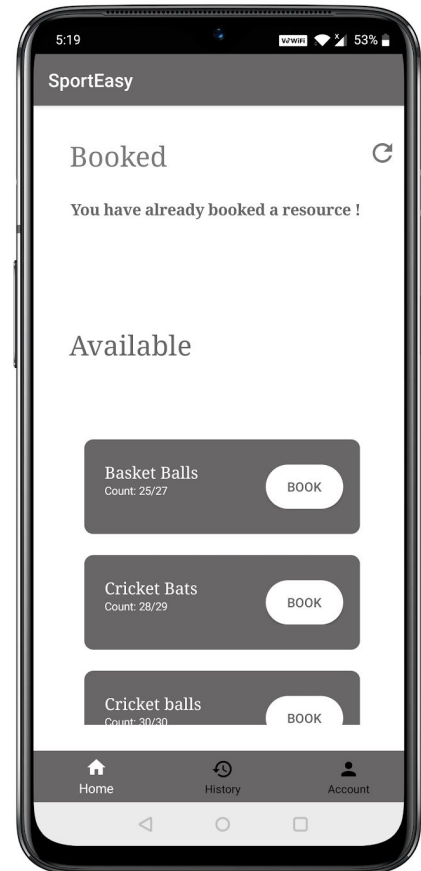 5:19
VoWiFi
x
53%
SportEasy
Booked
You have already booked a resource !
Available
Basket Balls
Count: 25/27
BOOK
Cricket Bats
Count: 28/29
BOOK
Cricket balls
Count: 30/30
BOOK
Home
History
Account